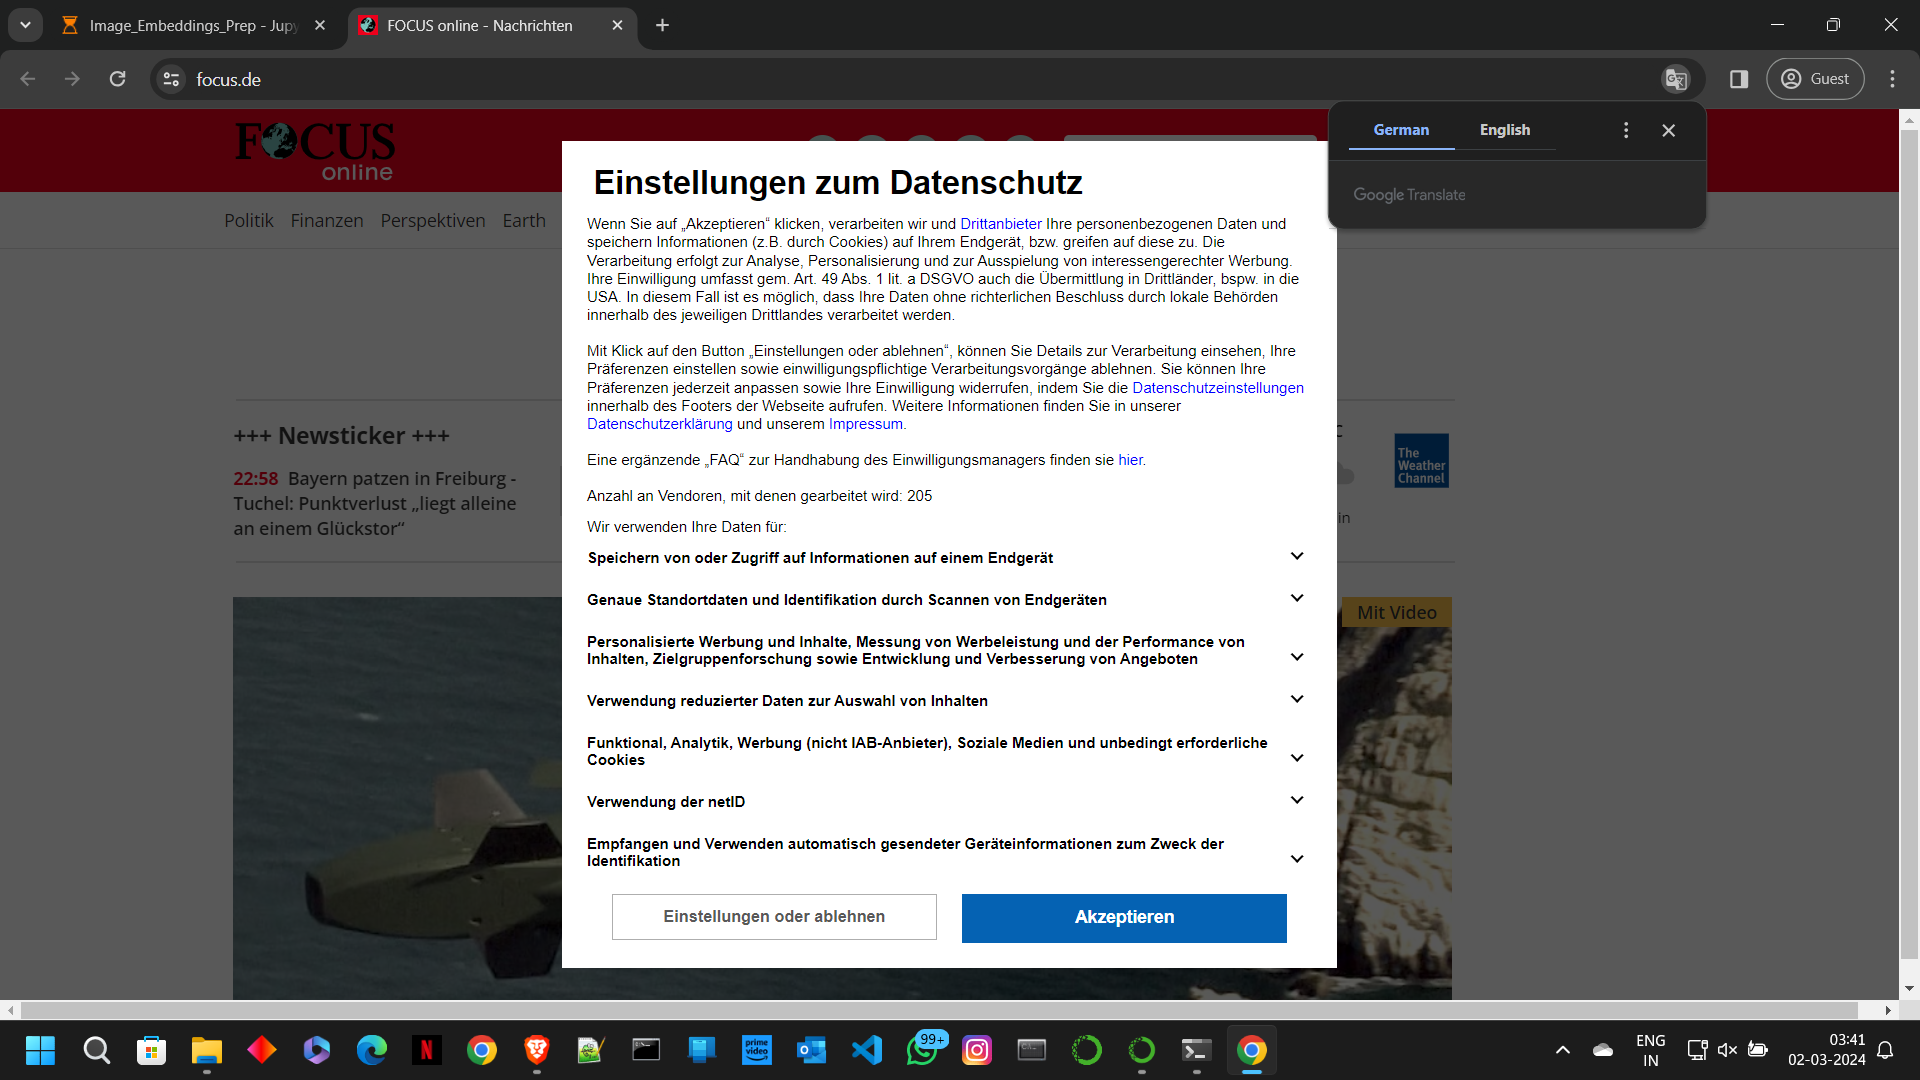 Image_Embeddings_Prep - Jupy
FOCUS online - Nachrichten
focus.de
Guest
German English
Google Translate
FOCUS
online
Politik Finanzen Perspektiven Earth
Einstellungen zum Datenschutz
Wenn Sie auf „Akzeptieren“ klicken, verarbeiten wir und Drittanbieter Ihre personenbezogenen Daten und
speichern Informationen (z.B. durch Cookies) auf Ihrem Endgerät, bzw. greifen auf diese zu. Die
Verarbeitung erfolgt zur Analyse, Personalisierung und zur Ausspielung von interessengerechter Werbung.
Ihre Einwilligung umfasst gem. Art. 49 Abs. 1 lit. a DSGVO auch die Übermittlung in Drittländer, bspw. in die
USA. In diesem Fall ist es möglich, dass Ihre Daten ohne richterlichen Beschluss durch lokale Behörden
innerhalb des jeweiligen Drittlandes verarbeitet werden.
Mit Klick auf den Button „Einstellungen oder ablehnen“, können Sie Details zur Verarbeitung einsehen, Ihre
Präferenzen einstellen sowie einwilligungspflichtige Verarbeitungsvorgänge ablehnen. Sie können Ihre
Präferenzen jederzeit anpassen sowie Ihre Einwilligung widerrufen, indem Sie die Datenschutzeinstellungen
innerhalb des Footers der Webseite aufrufen. Weitere Informationen finden Sie in unserer
Datenschutzerklärung und unserem Impressum.
Eine ergänzende „FAQ“ zur Handhabung des Einwilligungsmanagers finden sie hier.
Anzahl an Vendoren, mit denen gearbeitet wird: 205
Wir verwenden Ihre Daten für:
Speichern von oder Zugriff auf Informationen auf einem Endgerät
Genaue Standortdaten und Identifikation durch Scannen von Endgeräten
Personalisierte Werbung und Inhalte, Messung von Werbeleistung und der Performance von
Inhalten, Zielgruppenforschung sowie Entwicklung und Verbesserung von Angeboten
Verwendung reduzierter Daten zur Auswahl von Inhalten
Funktional, Analytik, Werbung (nicht IAB-Anbieter), Soziale Medien und unbedingt erforderliche
Cookies
Verwendung der netID
Empfangen und Verwenden automatisch gesendeter Geräteinformationen zum Zweck der
Identifikation
Einstellungen oder ablehnen Akzeptieren
+++ Newsticker +++
22:58 Bayern patzen in Freiburg -
Tuchel: Punktverlust „liegt alleine
an einem Glückstor“
C
The
Weather
Channel
in
Mit Video
prime
video
99+
ENG
IN
03:41
02-03-2024